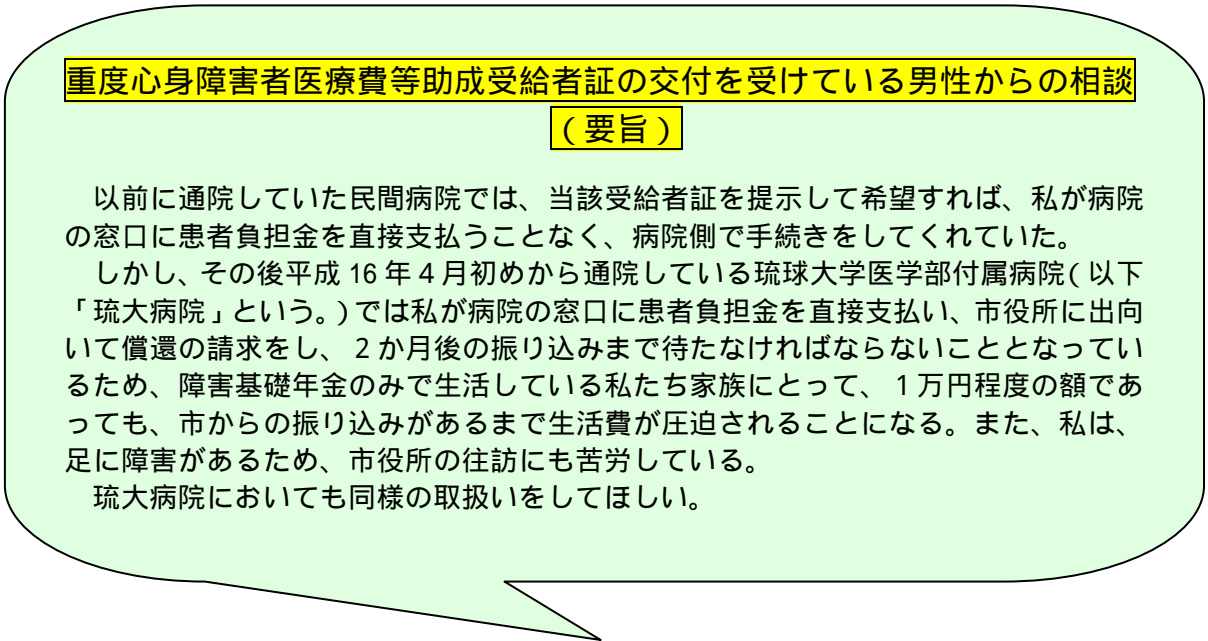 重度心身障害者医療費等助成受給者証の交付を受けている男性からの相談
（要旨）
以前に通院していた民間病院では、当該受給者証を提示して希望すれば、私が病院
の窓口に患者負担金を直接支払うことなく、病院側で手続きをしてくれていた。
しかし、その後平成 16 年４月初めから通院している琉球大学医学部付属病院（以下
「琉大病院」という。）では私が病院の窓口に患者負担金を直接支払い、市役所に出向
いて償還の請求をし、２か月後の振り込みまで待たなければならないこととなってい
るため、障害基礎年金のみで生活している私たち家族にとって、１万円程度の額であ
っても、市からの振り込みがあるまで生活費が圧迫されることになる。また、私は、
足に障害があるため、市役所の往訪にも苦労している。
琉大病院においても同様の取扱いをしてほしい。